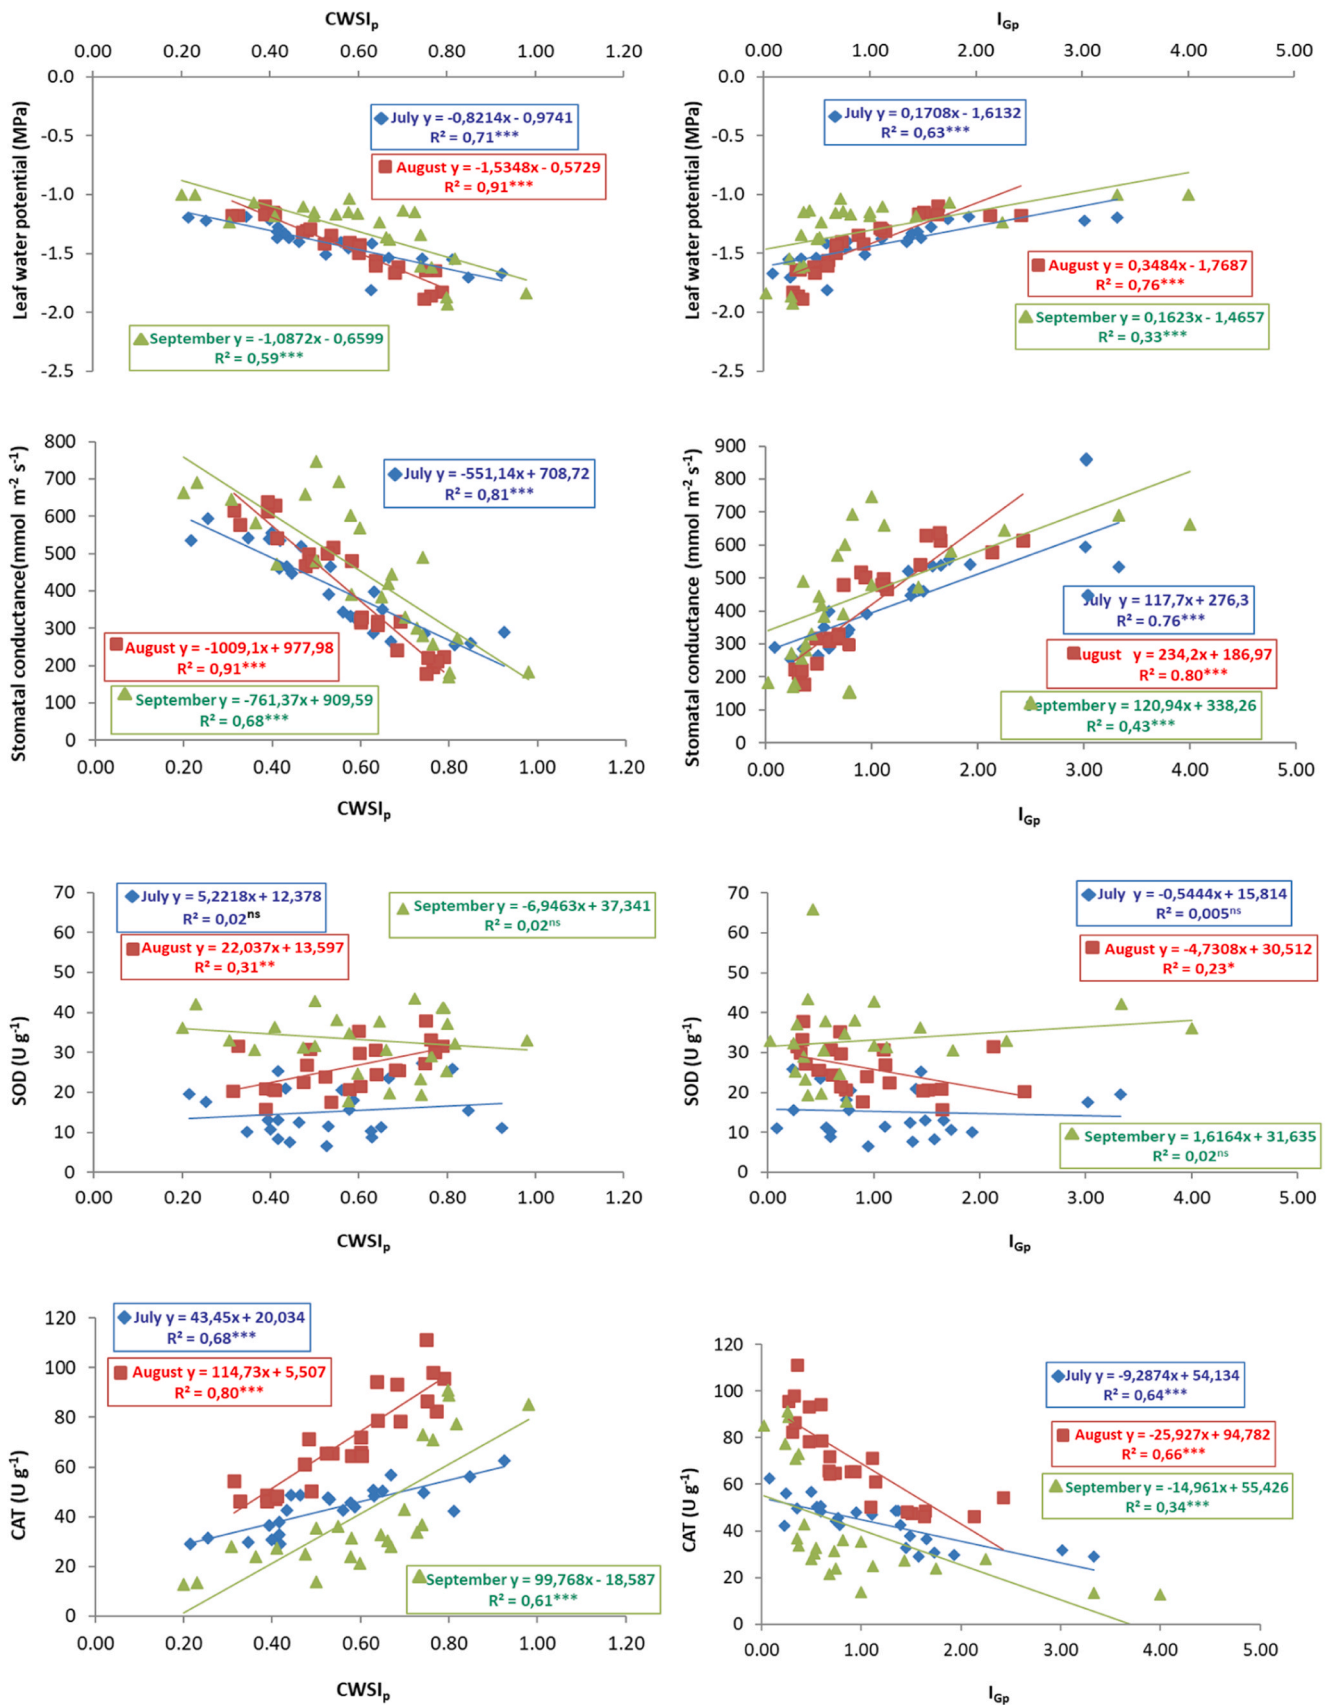 CWSIp
0.00 0.20 0.40 0.60 0.80 1.00 1.20
0.0
-0.5
-1.0
-1.5
-2.0
-2.5
Leaf water potential (MPa)
July y = -0,8214x - 0,9741
R² = 0,71***
August y = -1,5348x - 0,5729
R² = 0,91***
September y = -1,0872x - 0,6599
R² = 0,59***
IGp
0.00 1.00 2.00 3.00 4.00 5.00
0.0
-0.5
-1.0
-1.5
-2.0
-2.5
Leaf water potential (MPa)
July y = 0,1708x - 1,6132
R² = 0,63***
August y = 0,3484x - 1,7687
R² = 0,76***
September y = 0,1623x - 1,4657
R² = 0,33***
800
700
600
500
400
300
200
100
0
Stomatal conductance(mmol m-2 s-1)
July y = -551,14x + 708,72
R² = 0,81***
August y = -1009,1x + 977,98
R² = 0,91***
September y = -761,37x + 909,59
R² = 0,68***
0.00 0.20 0.40 0.60 0.80 1.00 1.20
CWSIp
900
800
700
600
500
400
300
200
100
0
Stomatal conductance (mmol m-2 s-1)
July y = 117,7x + 276,3
R² = 0.76***
August y = 234,2x + 186,97
R² = 0.80***
September y = 120,94x + 338,26
R² = 0,43***
0.00 1.00 2.00 3.00 4.00 5.00
IGp
70
60
50
40
30
20
10
0
SOD (U g-1)
July y = 5,2218x + 12,378
R² = 0,02ns
August y = 22,037x + 13,597
R² = 0,31**
September y = -6,9463x + 37,341
R² = 0,02ns
0.00 0.20 0.40 0.60 0.80 1.00 1.20
CWSIp
70
60
50
40
30
20
10
0
SOD (U g-1)
July y = -0,5444x + 15,814
R² = 0,005ns
August y = -4,7308x + 30,512
R² = 0,23*
September y = 1,6164x + 31,635
R² = 0,02ns
0.00 1.00 2.00 3.00 4.00 5.00
IGp
120
100
80
60
40
20
0
CAT (U g-1)
July y = 43,45x + 20,034
R² = 0,68***
August y = 114,73x + 5,507
R² = 0,80***
September y = 99,768x - 18,587
R² = 0,61***
0.00 0.20 0.40 0.60 0.80 1.00 1.20
CWSIp
120
100
80
60
40
20
0
CAT (U g-1)
July y = -9,2874x + 54,134
R² = 0,64***
August y = -25,927x + 94,782
R² = 0,66***
September y = -14,961x + 55,426
R² = 0,34***
0.00 1.00 2.00 3.00 4.00 5.00
IGp